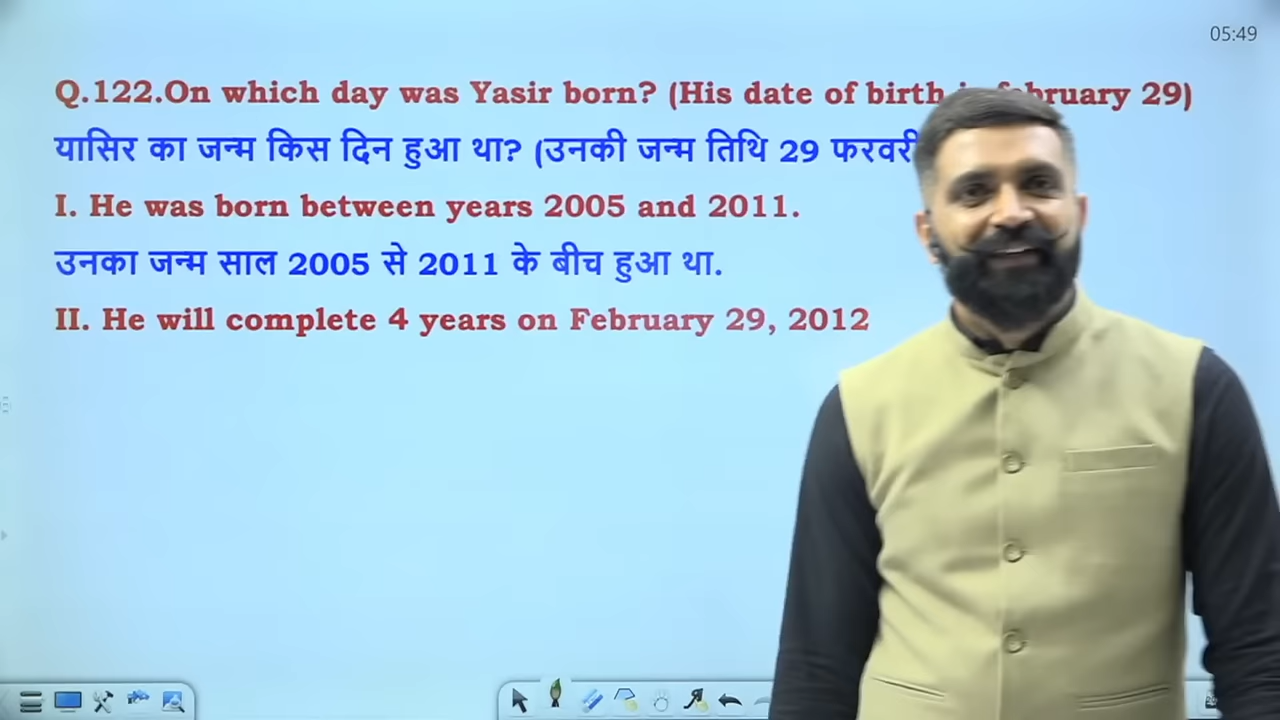 05:49
Q.122.On which day was Yasir born? (His date of birth is february 29)
यासिर का जन्म किस दिन हुआ था? (उनकी जन्म तिथि 29 फरवरी
I. He was born between years 2005 and 2011.
उनका जन्म साल 2005 से 2011 के बीच हुआ था.
II. He will complete 4 years on February 29, 2012